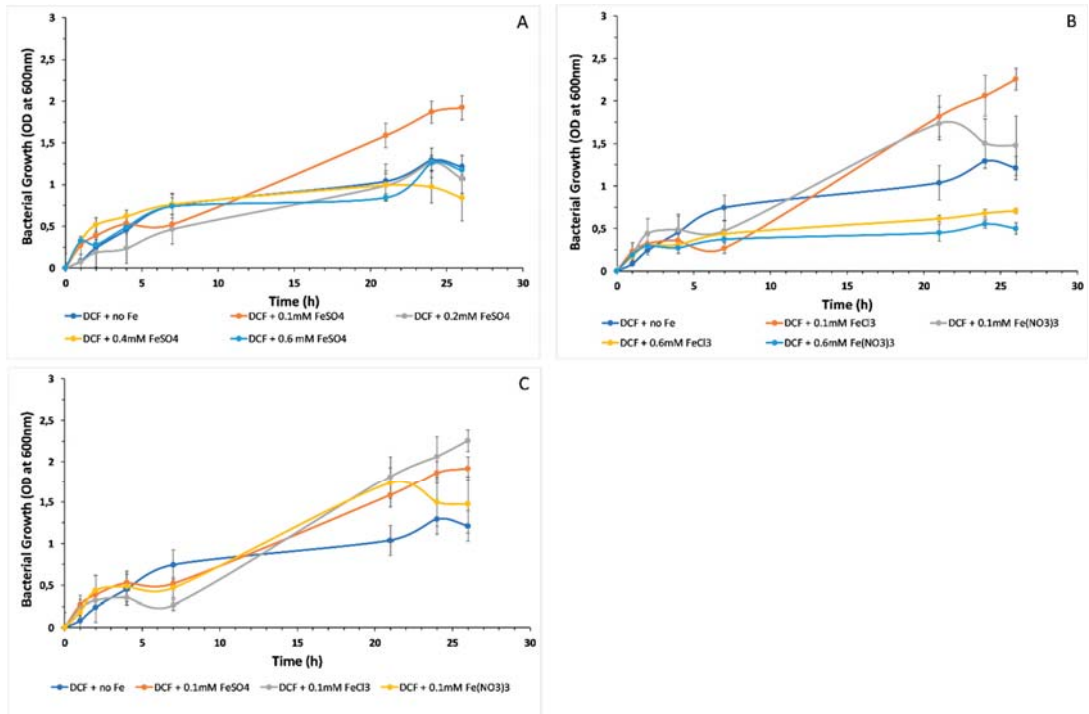 A
Bacterial Growth (OD at 600nm)
3
2,5
2
1,5
1
0,5
0
0 5 10 15 20 25 30
Time (h)
DCF + no Fe DCF + 0.1mM FeSO4 DCF + 0.2mM FeSO4
DCF + 0.4mM FeSO4 DCF + 0.6 mM FeSO4
B
Bacterial Growth (OD at 600nm)
3
2,5
2
1,5
1
0,5
0
0 5 10 15 20 25 30
Time (h)
DCF + no Fe DCF + 0.1mM FeCl3 DCF + 0.1mM Fe(NO3)3
DCF + 0.6mM FeCl3 DCF + 0.6mM Fe(NO3)3
C
Bacterial Growth (OD at 600nm)
3
2,5
2
1,5
1
0,5
0
0 5 10 15 20 25 30
Time (h)
DCF + no Fe DCF + 0.1mM FeSO4 DCF + 0.1mM FeCl3 DCF + 0.1mM Fe(NO3)3